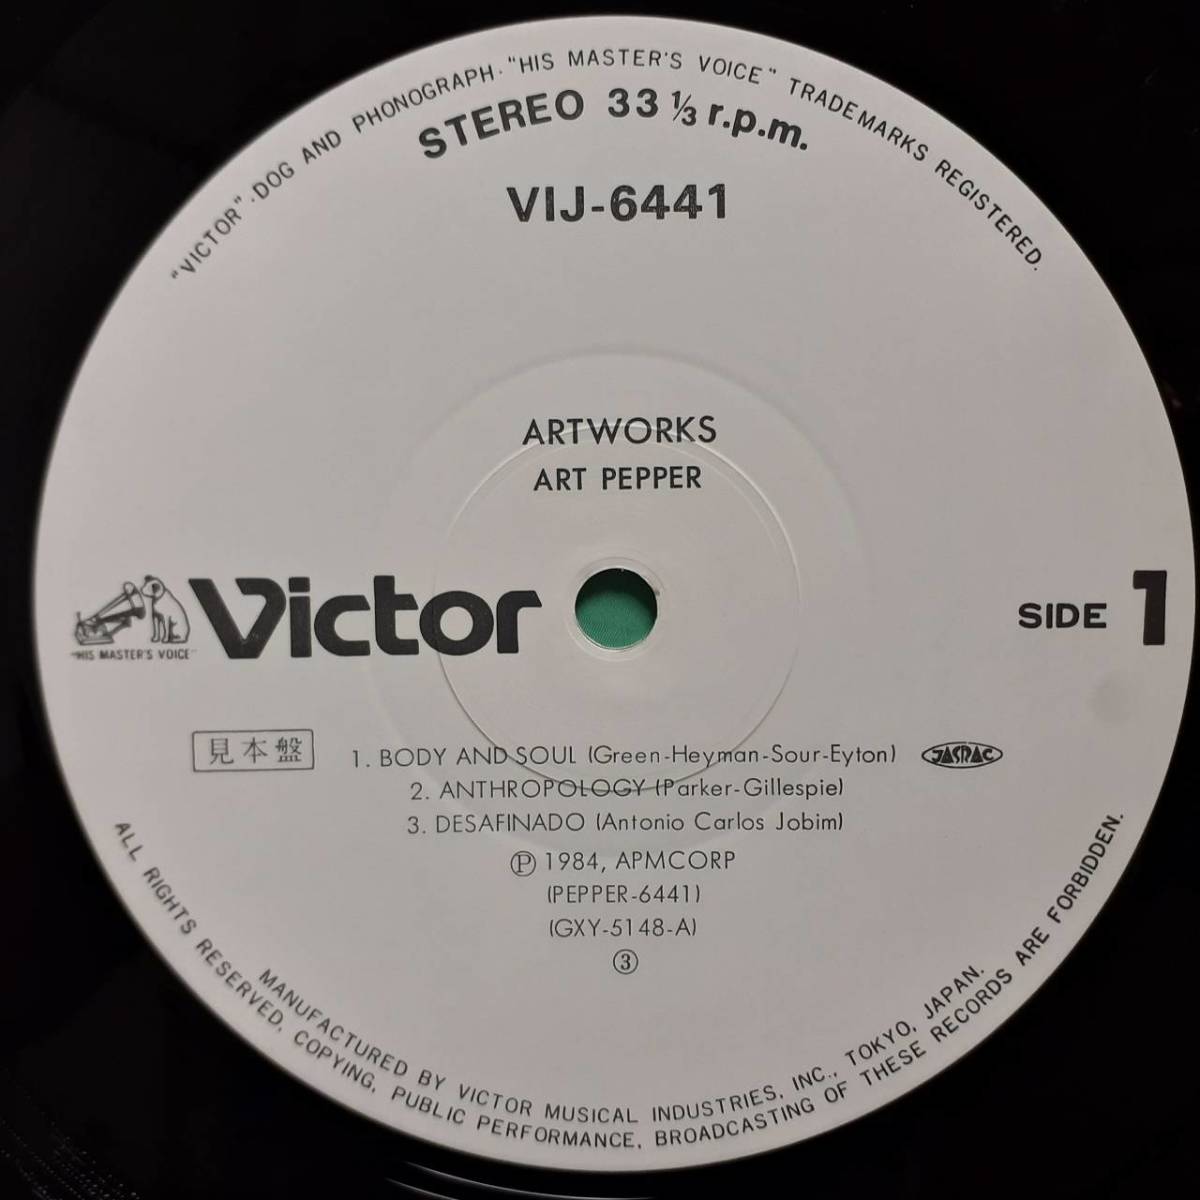 "VICTOR"·DOG AND PHONOGRAPH·"HIS MASTER'S VOICE" TRADEMARKS REGISTERED.
STEREO 33 ⅓ r.p.m.
VIJ-6441
ARTWORKS
ART PEPPER
"HIS MASTER'S VOICE"
Victor
SIDE 1
見本盤
1. BODY AND SOUL (Green-Heyman-Sour-Eyton)
JASRAC
2. ANTHROPOLOGY (Parker-Gillespie)
3. DESAFINADO (Antonio Carlos Jobim)
Ⓟ 1984, APMCORP
(PEPPER-6441)
(GXY-5148-A)
③
MANUFACTURED BY VICTOR MUSICAL INDUSTRIES, INC., TOKYO, JAPAN.
ALL RIGHTS RESERVED, COPYING, PUBLIC PERFORMANCE, BROADCASTING OF THESE RECORDS ARE FORBIDDEN.